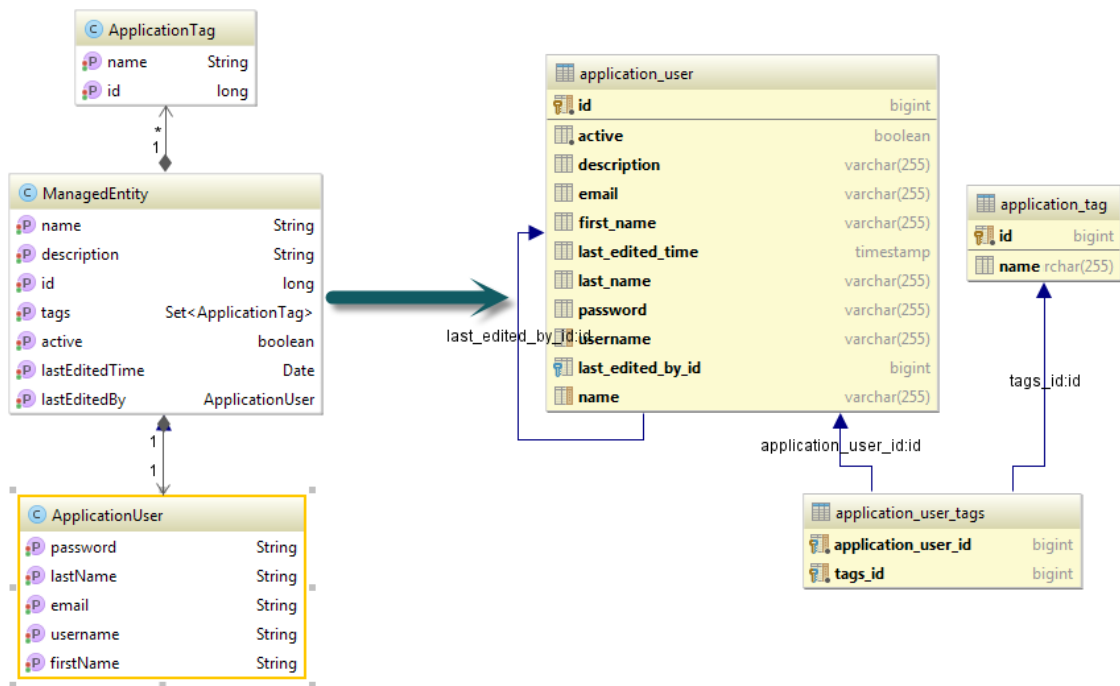 ApplicationTag
name String
id long
*
1
ManagedEntity
name String
description String
id long
tags Set<ApplicationTag>
active boolean
lastEditedTime Date
lastEditedBy ApplicationUser
1
1
ApplicationUser
password String
lastName String
email String
username String
firstName String
application_user
id bigint
active boolean
description varchar(255)
email varchar(255)
first_name varchar(255)
last_edited_time timestamp
last_name varchar(255)
password varchar(255)
username varchar(255)
last_edited_by_id bigint
name varchar(255)
last_edited_by_id:id
application_tag
id bigint
name rchar(255)
tags_id:id
application_user_id:id
application_user_tags
application_user_id bigint
tags_id bigint